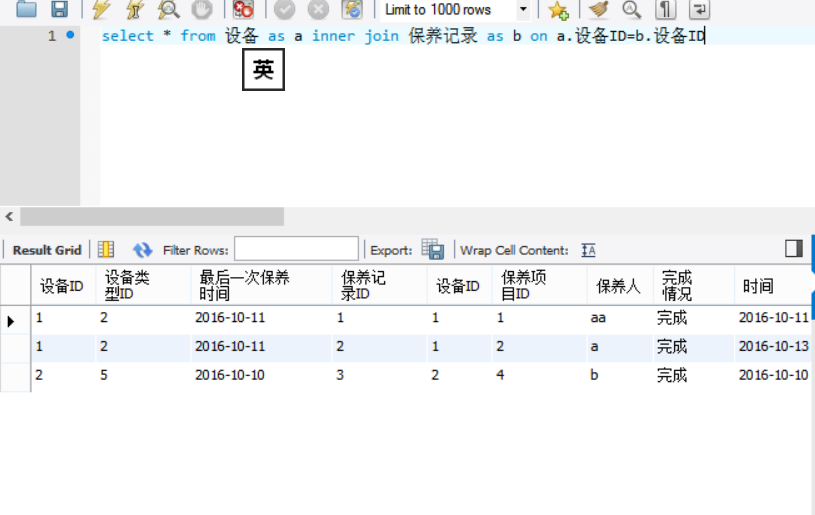 Limit to 1000 rows
1 select * from 设备 as a inner join 保养记录 as b on a.设备ID=b.设备ID
英
Result Grid Filter Rows: Export: Wrap Cell Content: IA
设备ID 设备类型ID 最后一次保养时间 保养记录ID 设备ID 保养项目ID 保养人 完成情况 时间
1 2 2016-10-11 1 1 1 aa 完成 2016-10-11
1 2 2016-10-11 2 1 2 a 完成 2016-10-13
2 5 2016-10-10 3 2 4 b 完成 2016-10-10